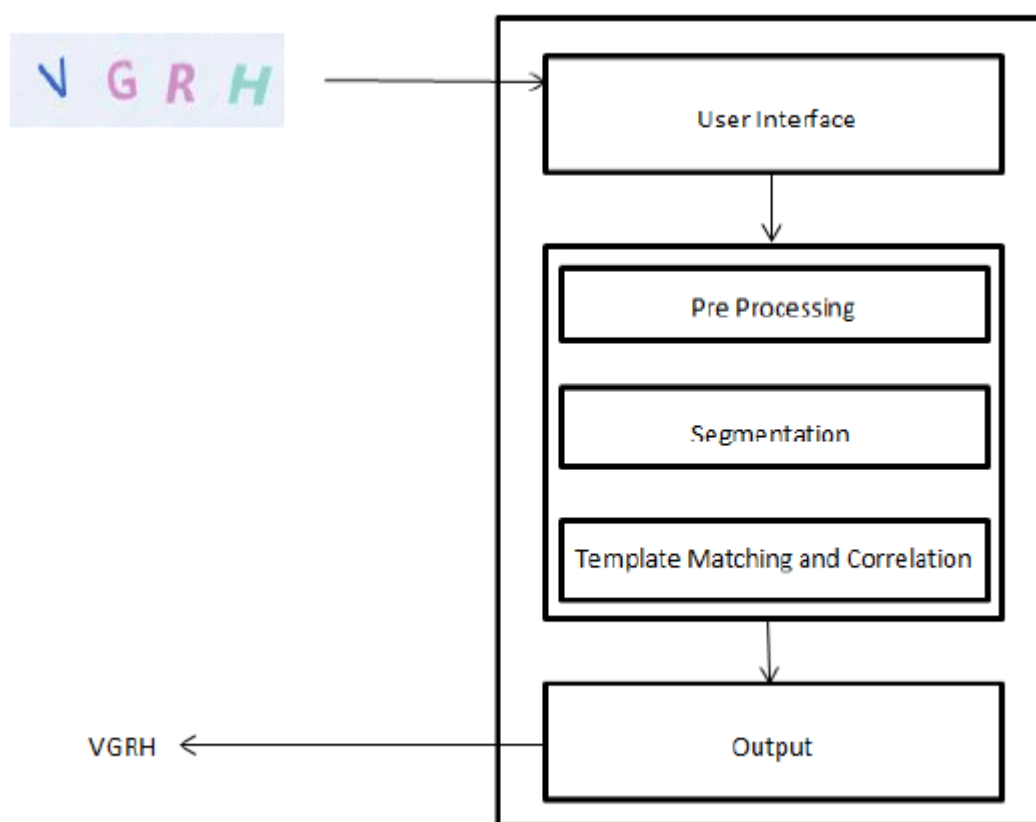 V G R H
User Interface
Pre Processing
Segmentation
Template Matching and Correlation
Output
VGRH